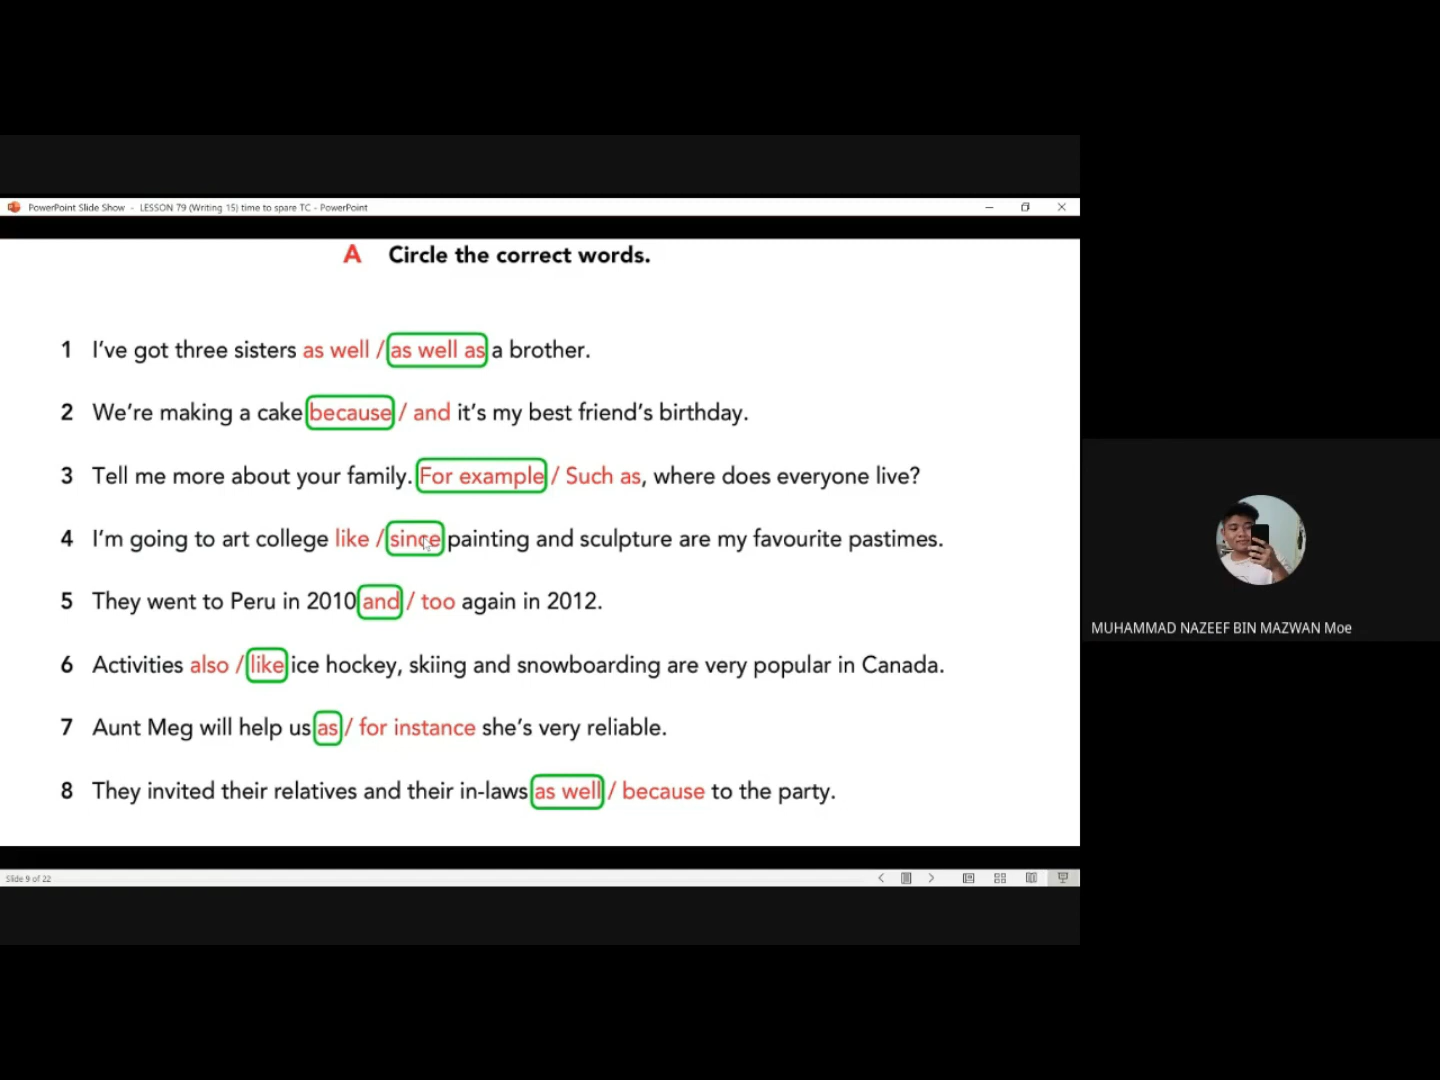 PowerPoint Slide Show - LESSON 79 (Writing 15) time to spare TC - PowerPoint
A Circle the correct words.
1 I've got three sisters as well / as well as a brother.
2 We're making a cake because / and it's my best friend's birthday.
3 Tell me more about your family. For example / Such as, where does everyone live?
4 I'm going to art college like / since painting and sculpture are my favourite pastimes.
5 They went to Peru in 2010 and / too again in 2012.
6 Activities also / like ice hockey, skiing and snowboarding are very popular in Canada.
7 Aunt Meg will help us as / for instance she's very reliable.
8 They invited their relatives and their in-laws as well / because to the party.
Slide 9 of 22
MUHAMMAD NAZEEF BIN MAZWAN Moe